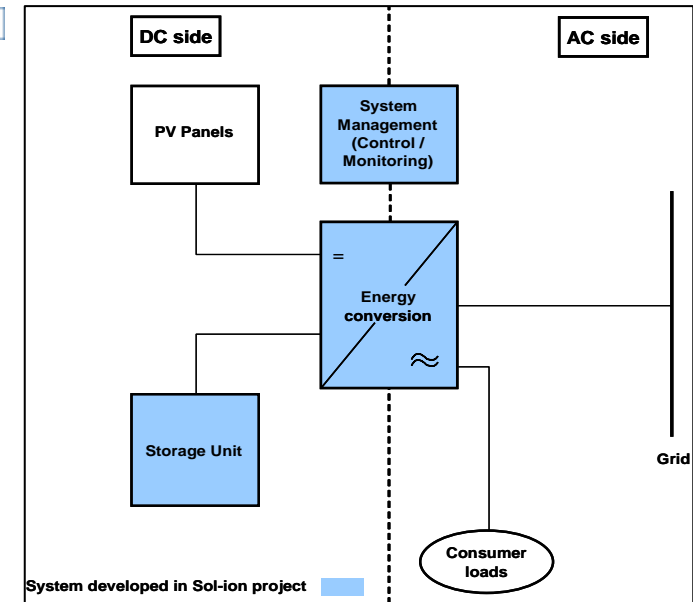 DC side
AC side
PV Panels
System
Management
(Control /
Monitoring)
=
Energy
conversion
≈
Storage Unit
Grid
Consumer
loads
System developed in Sol-ion project